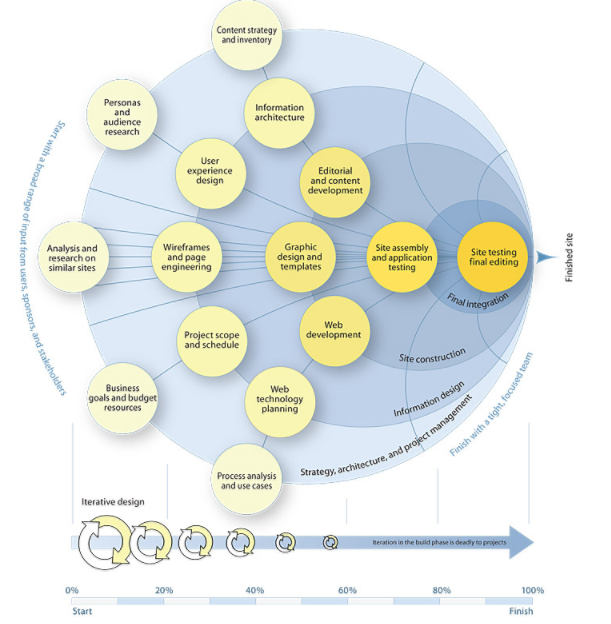 Content strategy
and inventory
Personas
and
audience
research
Information
architecture
User
experience
design
Editorial
and content
development
Start with a broad range of input from users, sponsors, and stakeholders
Analysis and
research on
similar sites
Wireframes
and page
engineering
Graphic
design and
templates
Site assembly
and application
testing
Site testing
final editing
Finished site
Final integration
Project scope
and schedule
Web
development
Site construction
Business
goals and budget
resources
Web
technology
planning
Information design
Strategy, architecture, and project management
Finish with a tight, focused team
Process analysis
and use cases
Iterative design
Iteration in the build phase is deadly to projects
0% 20% 40% 60% 80% 100%
Start Finish